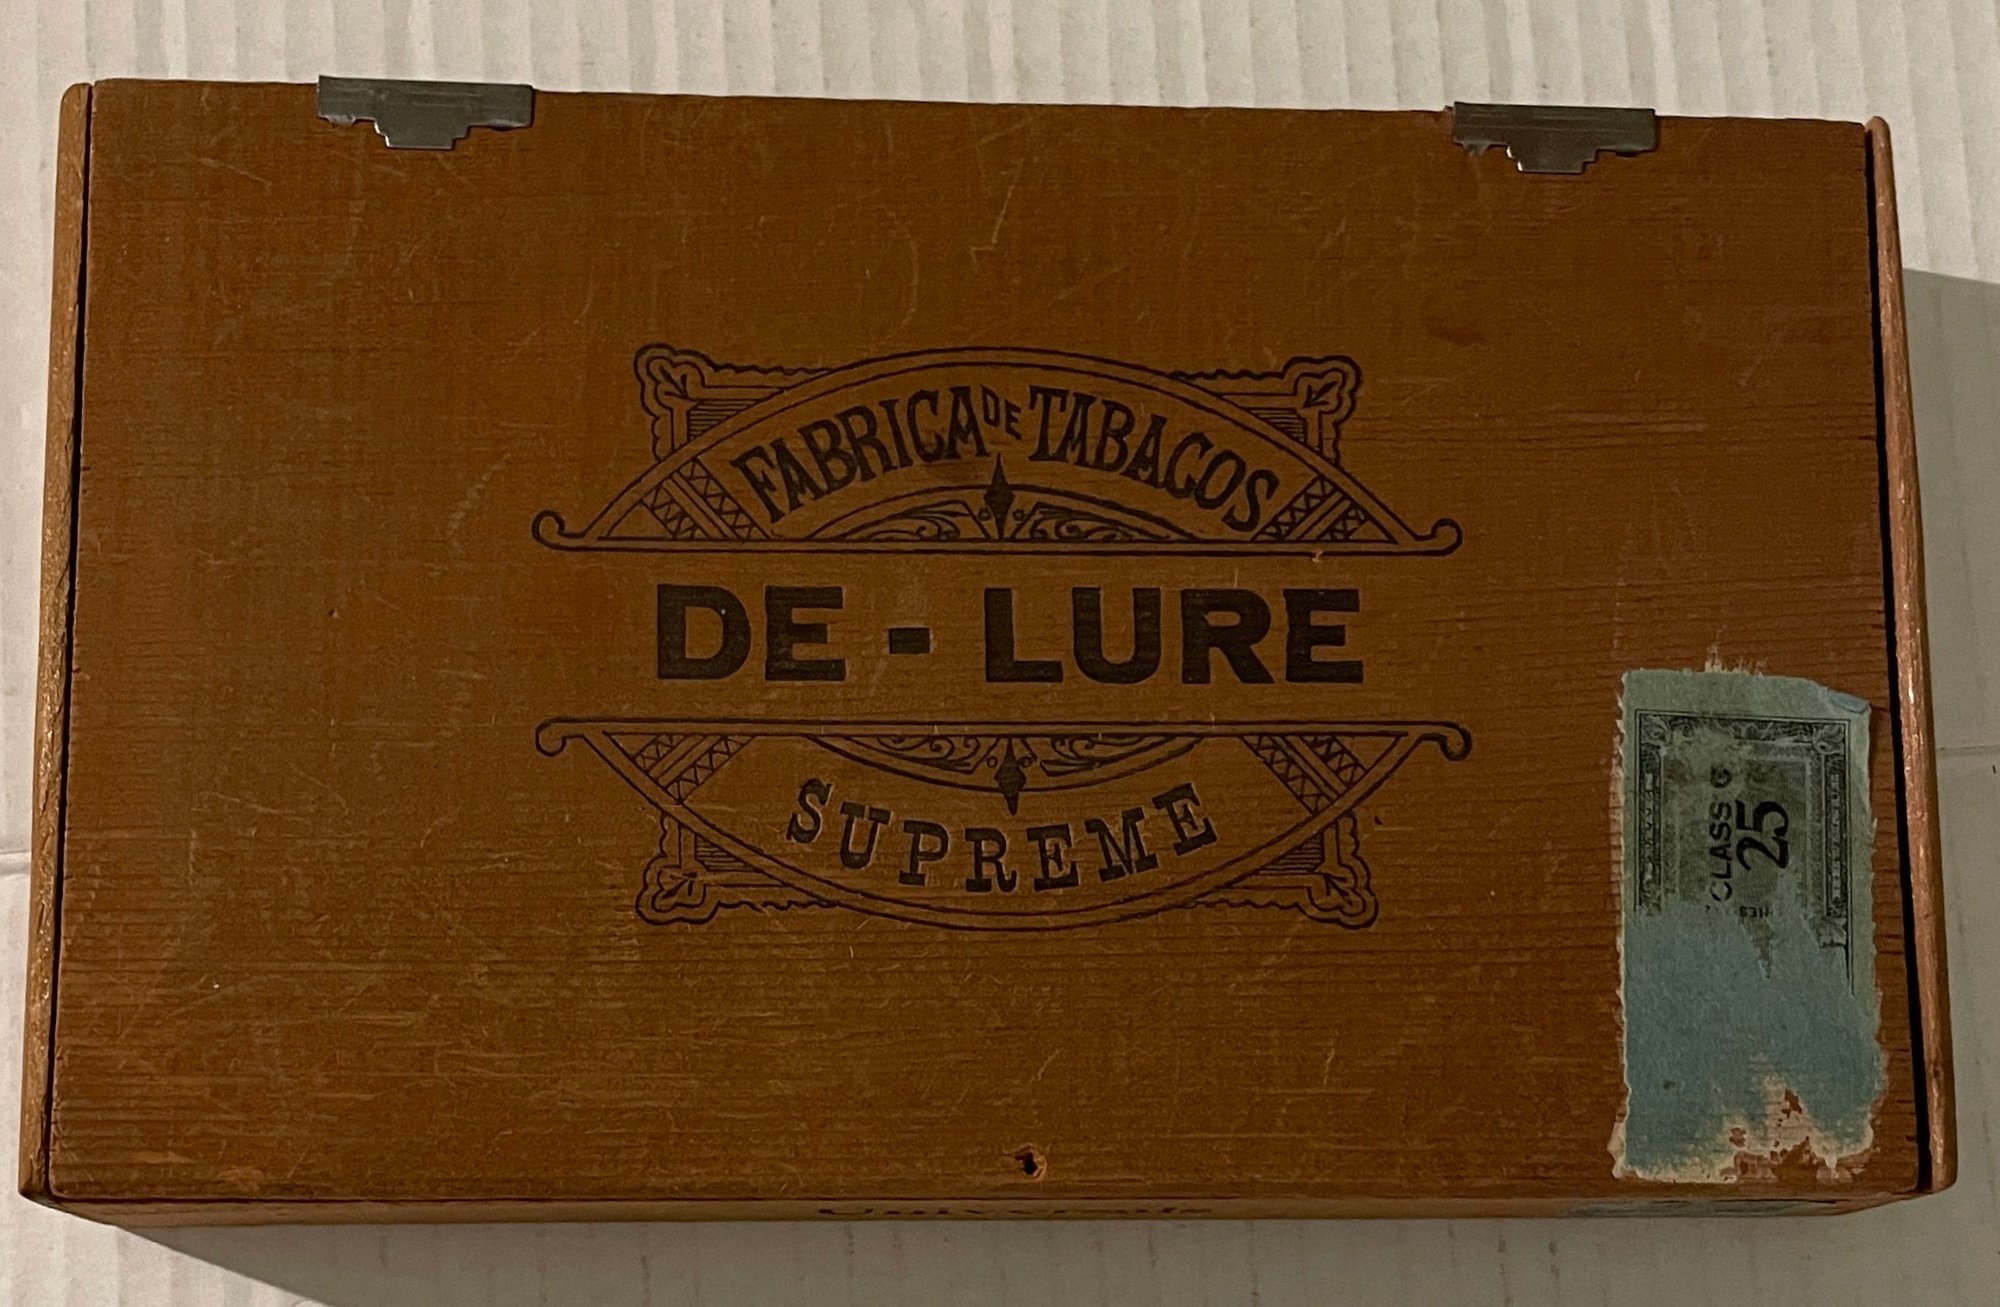 FABRICA DE TABACOS
DE - LURE
SUPREME
CLASS C
25